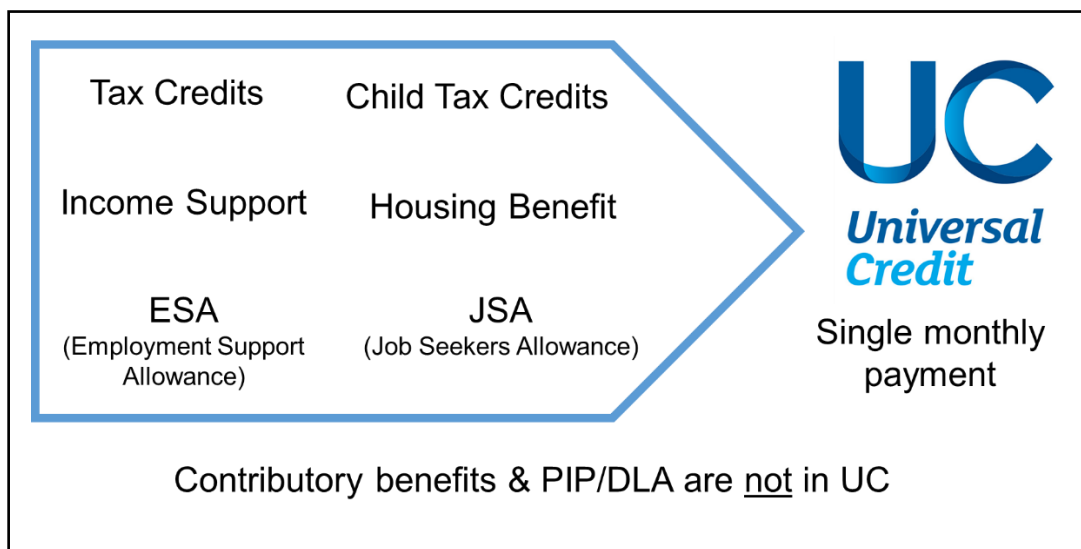 Tax Credits
Child Tax Credits
Income Support
Housing Benefit
ESA
(Employment Support
Allowance)
JSA
(Job Seekers Allowance)
UC
Universal
Credit
Single monthly
payment
Contributory benefits & PIP/DLA are not in UC